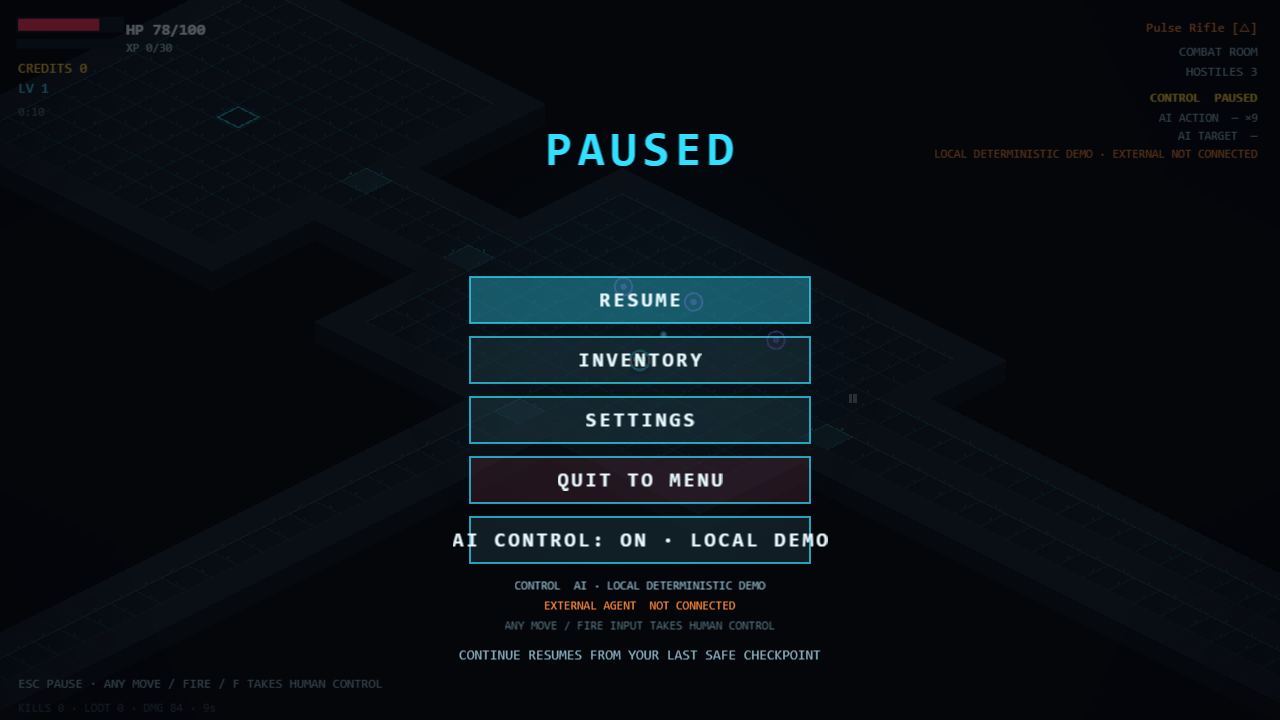 HP 78/100
XP 0/30
CREDITS 0
LV 1
0:10
Pulse Rifle [△]
COMBAT ROOM
HOSTILES 3
CONTROL PAUSED
AI ACTION — ×9
AI TARGET —
LOCAL DETERMINISTIC DEMO · EXTERNAL NOT CONNECTED
PAUSED
RESUME
INVENTORY
SETTINGS
QUIT TO MENU
AI CONTROL: ON · LOCAL DEMO
CONTROL AI · LOCAL DETERMINISTIC DEMO
EXTERNAL AGENT NOT CONNECTED
ANY MOVE / FIRE INPUT TAKES HUMAN CONTROL
CONTINUE RESUMES FROM YOUR LAST SAFE CHECKPOINT
ESC PAUSE · ANY MOVE / FIRE / F TAKES HUMAN CONTROL
KILLS 0 · LOOT 0 · DMG 84 · 9s